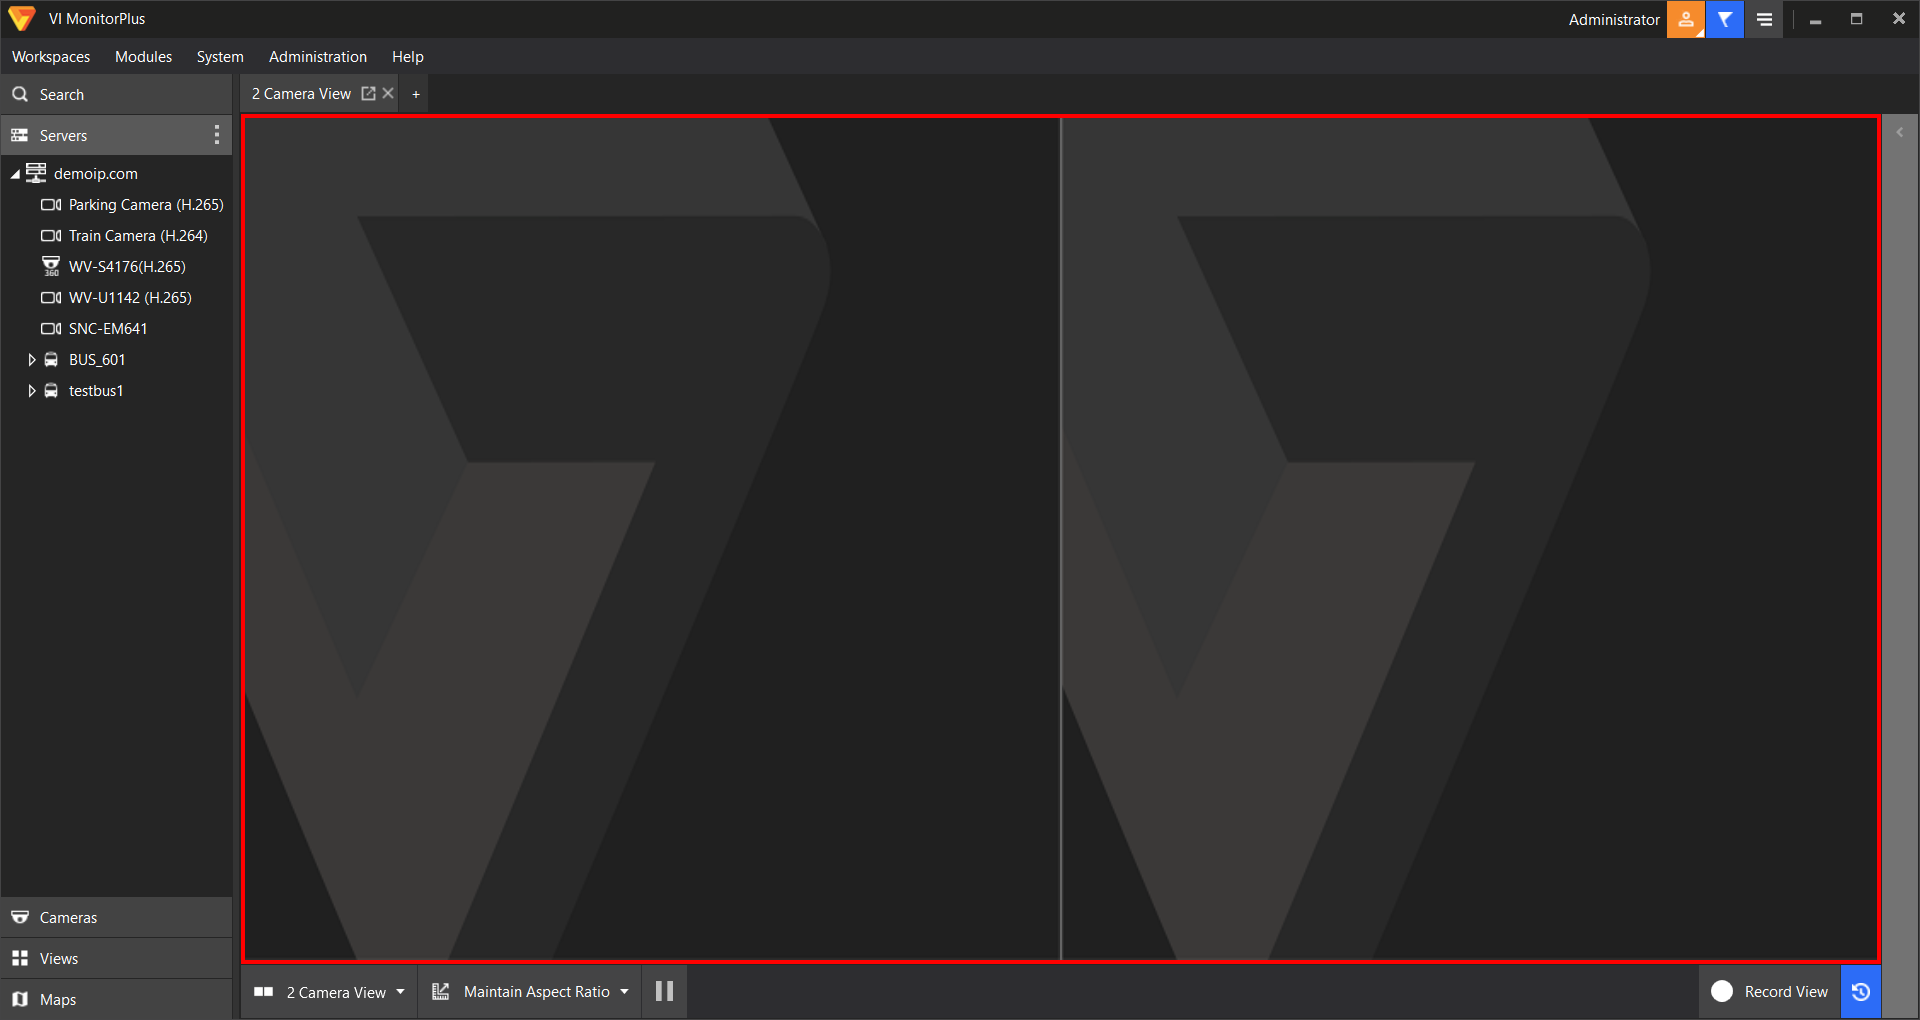 VI MonitorPlus
Administrator
Workspaces Modules System Administration Help
Search
2 Camera View +
Servers
demoip.com
Parking Camera (H.265)
Train Camera (H.264)
360 WV-S4176(H.265)
WV-U1142 (H.265)
SNC-EM641
BUS_601
testbus1
Cameras
Views
Maps
2 Camera View Maintain Aspect Ratio Record View